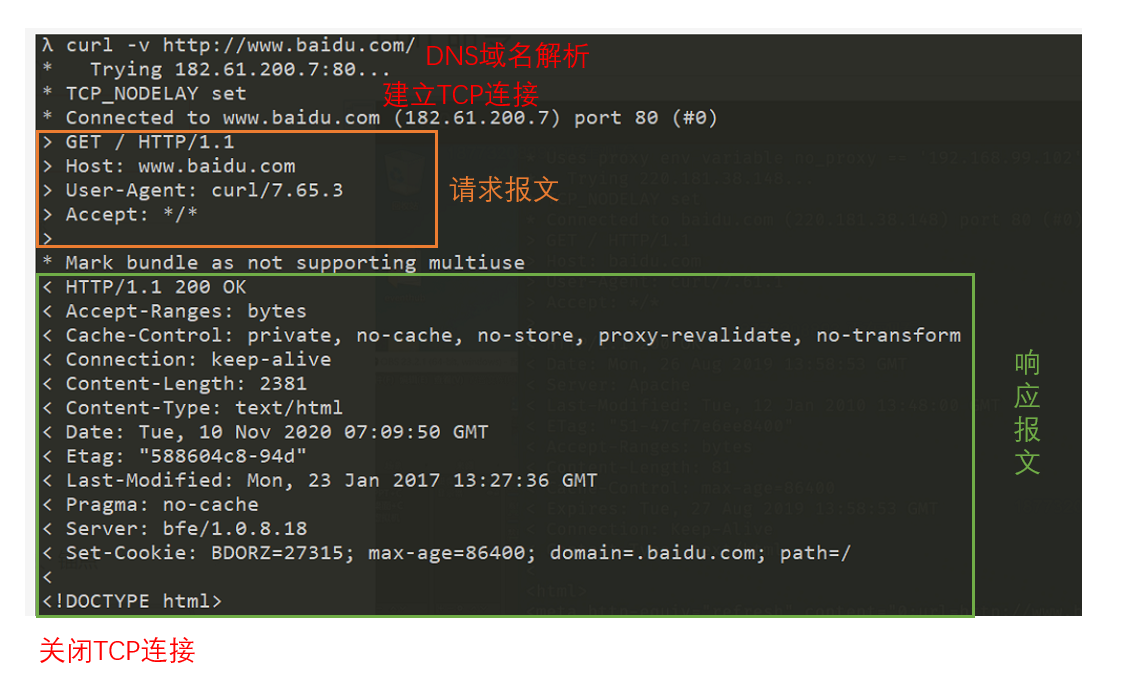 λ curl -v http://www.baidu.com/
DNS域名解析
*   Trying 182.61.200.7:80...
* TCP_NODELAY set
建立TCP连接
* Connected to www.baidu.com (182.61.200.7) port 80 (#0)
> GET / HTTP/1.1
> Host: www.baidu.com
> User-Agent: curl/7.65.3
请求报文
> Accept: */*
>
* Mark bundle as not supporting multiuse
< HTTP/1.1 200 OK
< Accept-Ranges: bytes
< Cache-Control: private, no-cache, no-store, proxy-revalidate, no-transform
< Connection: keep-alive
< Content-Length: 2381
< Content-Type: text/html
< Date: Tue, 10 Nov 2020 07:09:50 GMT
< Etag: "588604c8-94d"
< Last-Modified: Mon, 23 Jan 2017 13:27:36 GMT
< Pragma: no-cache
< Server: bfe/1.0.8.18
< Set-Cookie: BDORZ=27315; max-age=86400; domain=.baidu.com; path=/
<
<!DOCTYPE html>
响应报文
关闭TCP连接